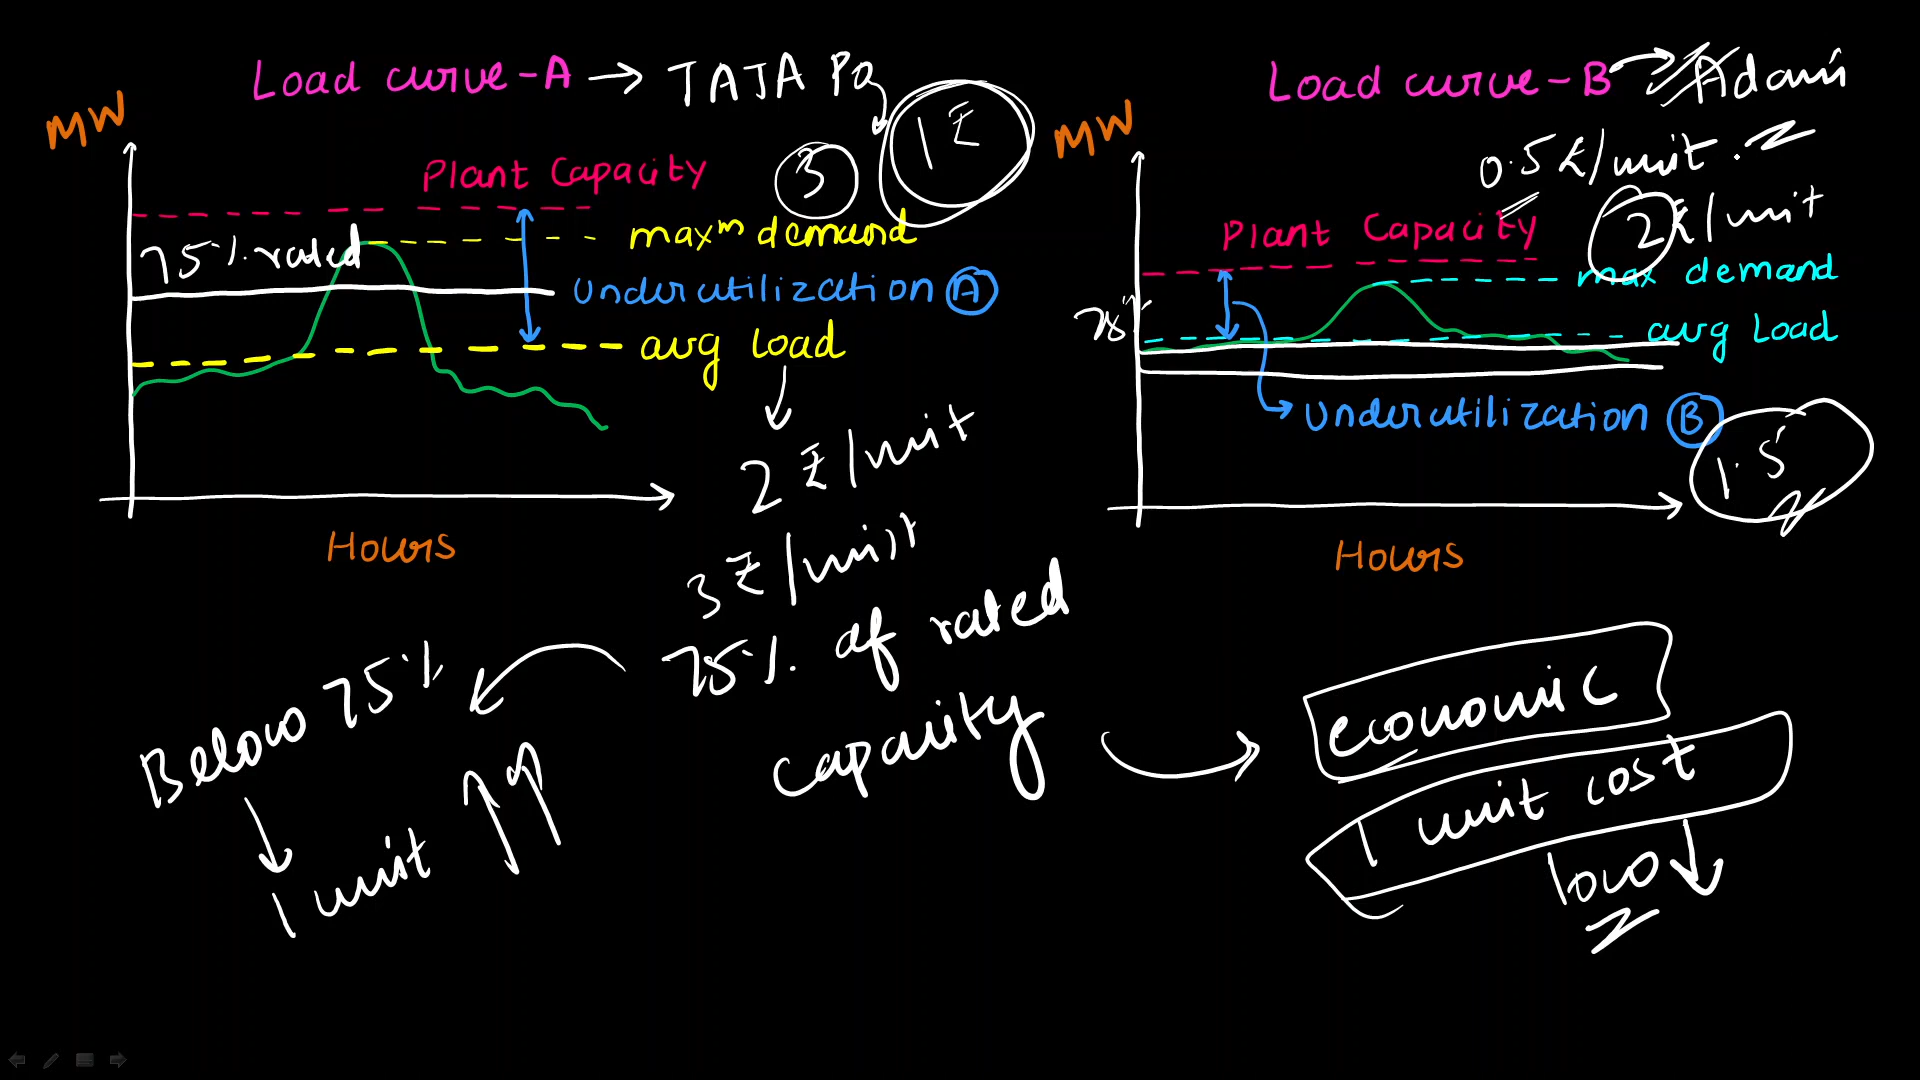 Load curve-A → TATA Po
1 ₹
MW
Plant Capacity
3
75% rated
maxᵐ demand
Underutilization A
avg load
2 ₹/unit
3 ₹/unit
Hours
75% of rated
capacity
Below 75%
1 unit ↑↑
Load curve-B → Adani
MW
0.5 ₹/unit.
2 ₹/unit
Plant Capacity
max demand
avg Load
Underutilization B
1.5
Hours
economic
1 unit cost
low ↓